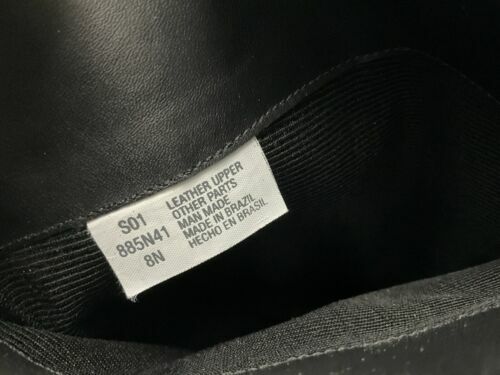 S01
885N41
8N
LEATHER UPPER
OTHER PARTS
MAN MADE
MADE IN BRAZIL
HECHO EN BRASIL